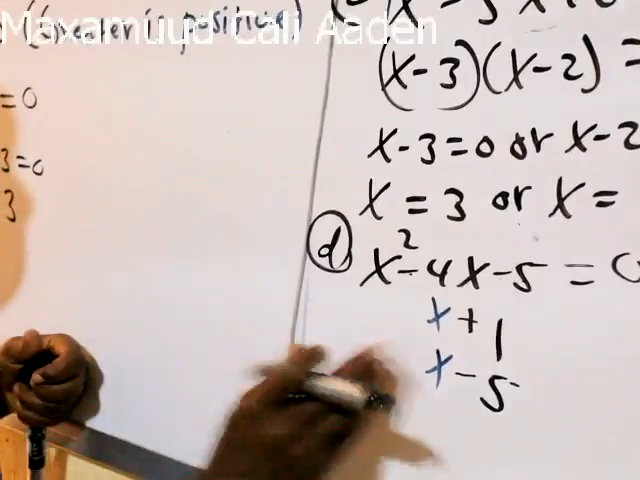 Maxamuud Cali Aaden
=0
3=0
3
(x-3)(x-2) =
x-3=0 or x-2
x = 3 or x =
d
x²-4x-5 = 0
x+1
x-5